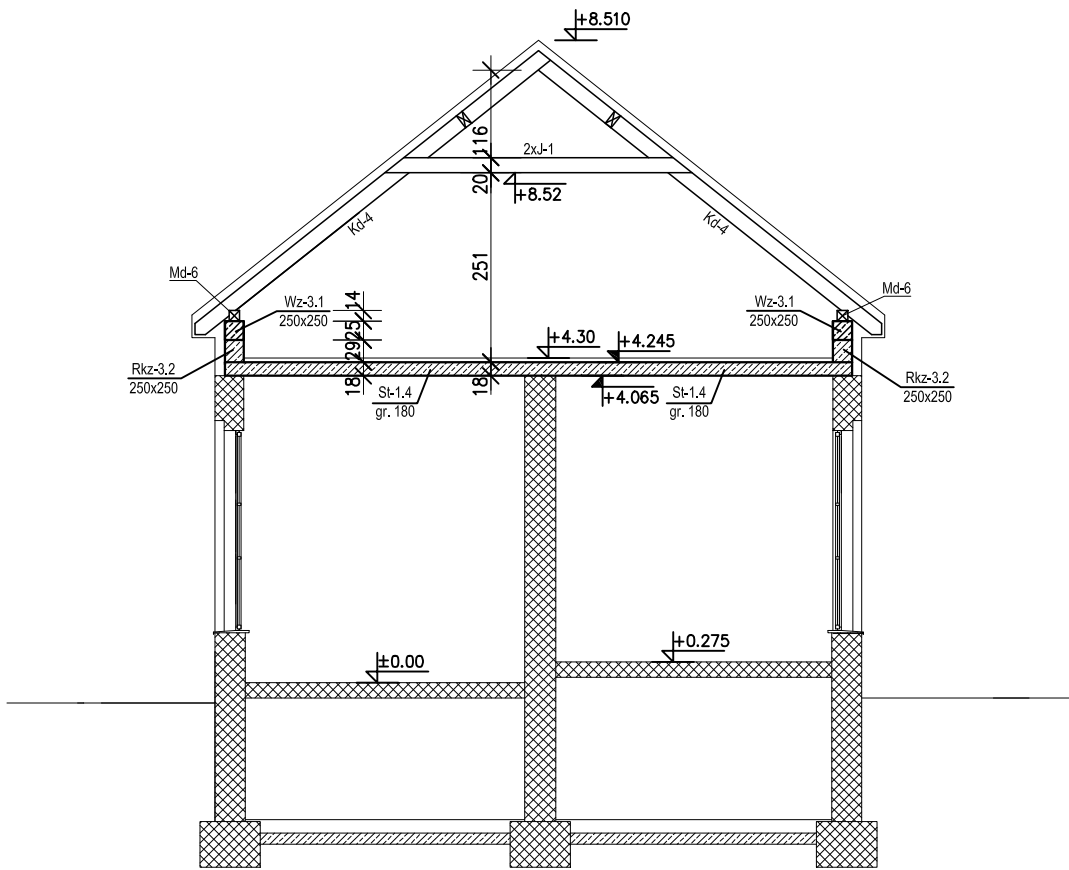 +8.510
116
2xJ-1
20
+8.52
Kd-4
Kd-4
251
Md-6
Md-6
14
Wz-3.1
250x250
Wz-3.1
250x250
25
29
+4.30
+4.245
Rkz-3.2
250x250
Rkz-3.2
250x250
18
18
St-1.4
gr. 180
+4.065
St-1.4
gr. 180
+0.275
±0.00